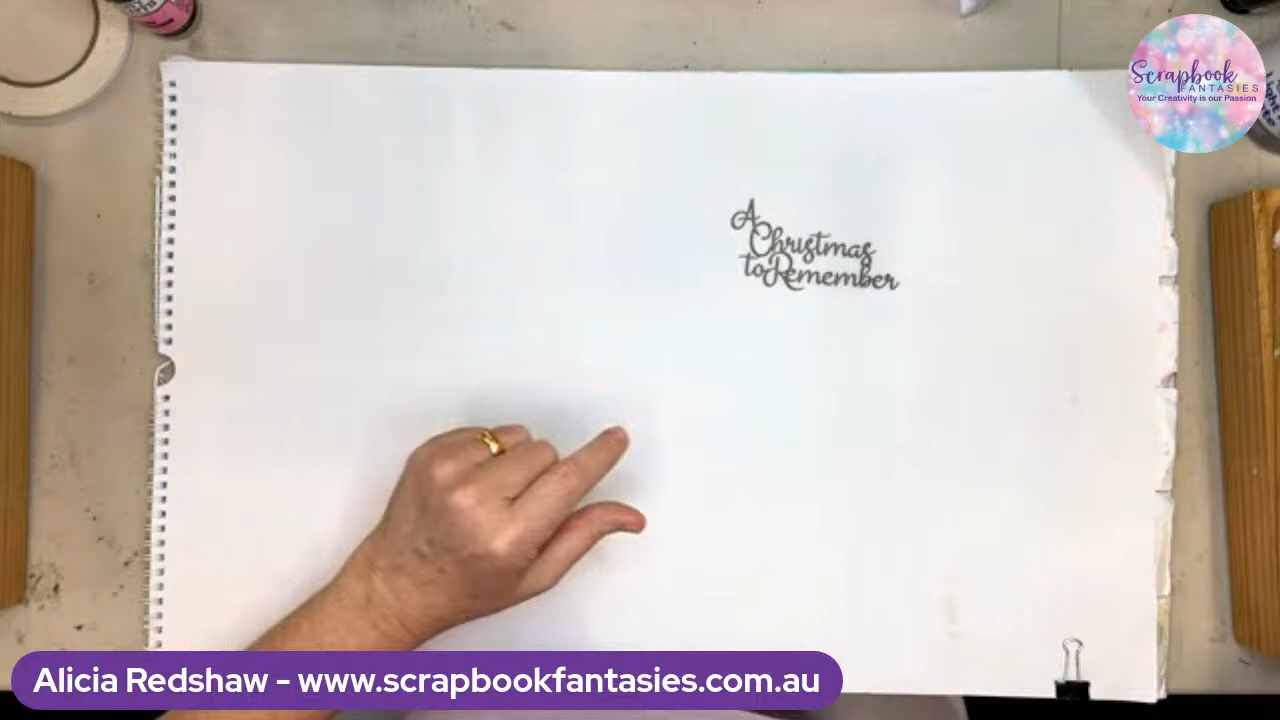 Scrapbook
FANTASIES
Your Creativity is our Passion
A
Christmas
to Remember
Alicia Redshaw - www.scrapbookfantasies.com.au